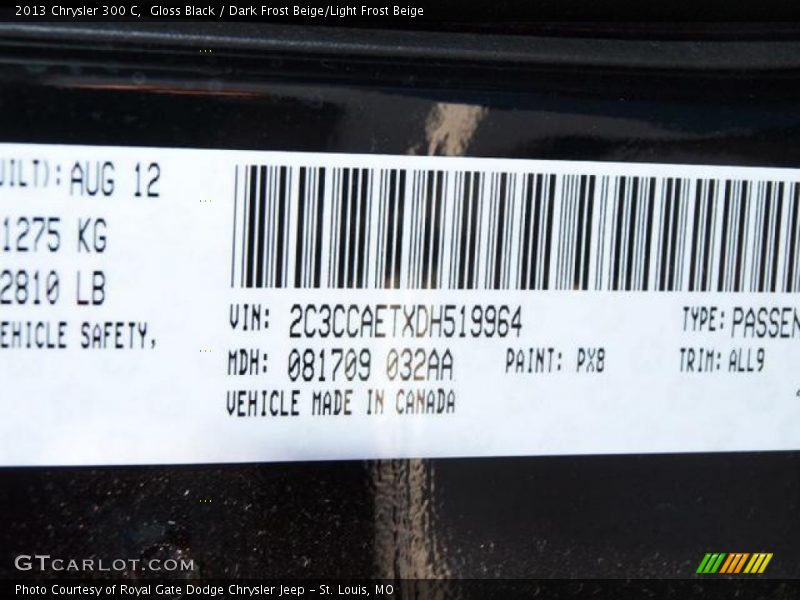 2013 Chrysler 300 C,  Gloss Black / Dark Frost Beige/Light Frost Beige
UILT): AUG 12
1275 KG
2810 LB
EHICLE SAFETY,
VIN: 2C3CCAETXDH519964
TYPE: PASSEN
MDH: 081709 032AA
PAINT: PX8
TRIM: ALL9
VEHICLE MADE IN CANADA
GTCARLOT.COM
Photo Courtesy of Royal Gate Dodge Chrysler Jeep – St. Louis, MO